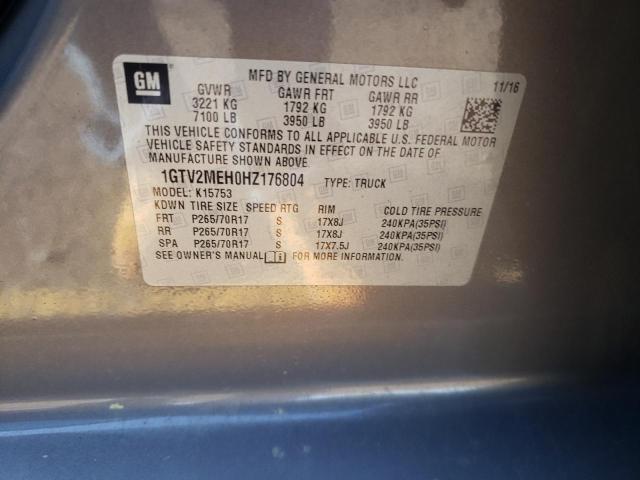 GM
MFD BY GENERAL MOTORS LLC
11/16
GVWR GAWR FRT GAWR RR
3221 KG 1792 KG 1792 KG
7100 LB 3950 LB 3950 LB
THIS VEHICLE CONFORMS TO ALL APPLICABLE U.S. FEDERAL MOTOR
VEHICLE SAFETY STANDARDS IN EFFECT ON THE DATE OF
MANUFACTURE SHOWN ABOVE.
1GTV2MEH0HZ176804 TYPE: TRUCK
MODEL: K15753
KDWN TIRE SIZE SPEED RTG RIM COLD TIRE PRESSURE
FRT P265/70R17 S 17X8J 240KPA(35PSI)
RR P265/70R17 S 17X8J 240KPA(35PSI)
SPA P265/70R17 S 17X7.5J 240KPA(35PSI)
SEE OWNER'S MANUAL FOR MORE INFORMATION